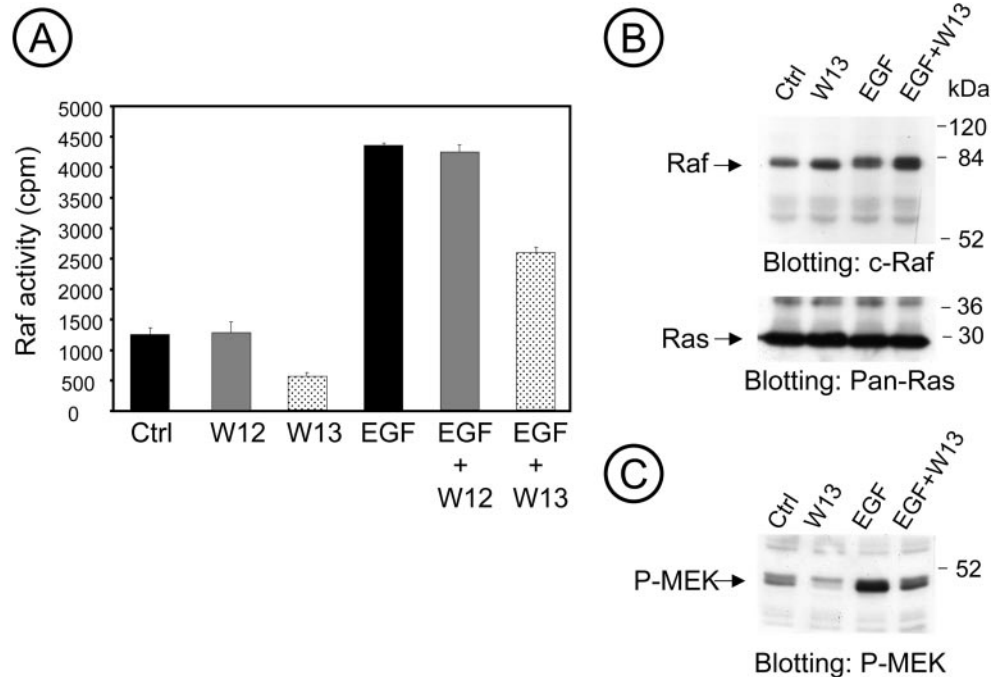 A
Raf activity (cpm)
5000
4500
4000
3500
3000
2500
2000
1500
1000
500
0
Ctrl W12 W13 EGF EGF + W12 EGF + W13
B
Ctrl W13 EGF EGF+W13 kDa
120
Raf 84
52
Blotting: c-Raf
36
Ras 30
Blotting: Pan-Ras
C
Ctrl W13 EGF EGF+W13
52
P-MEK
Blotting: P-MEK